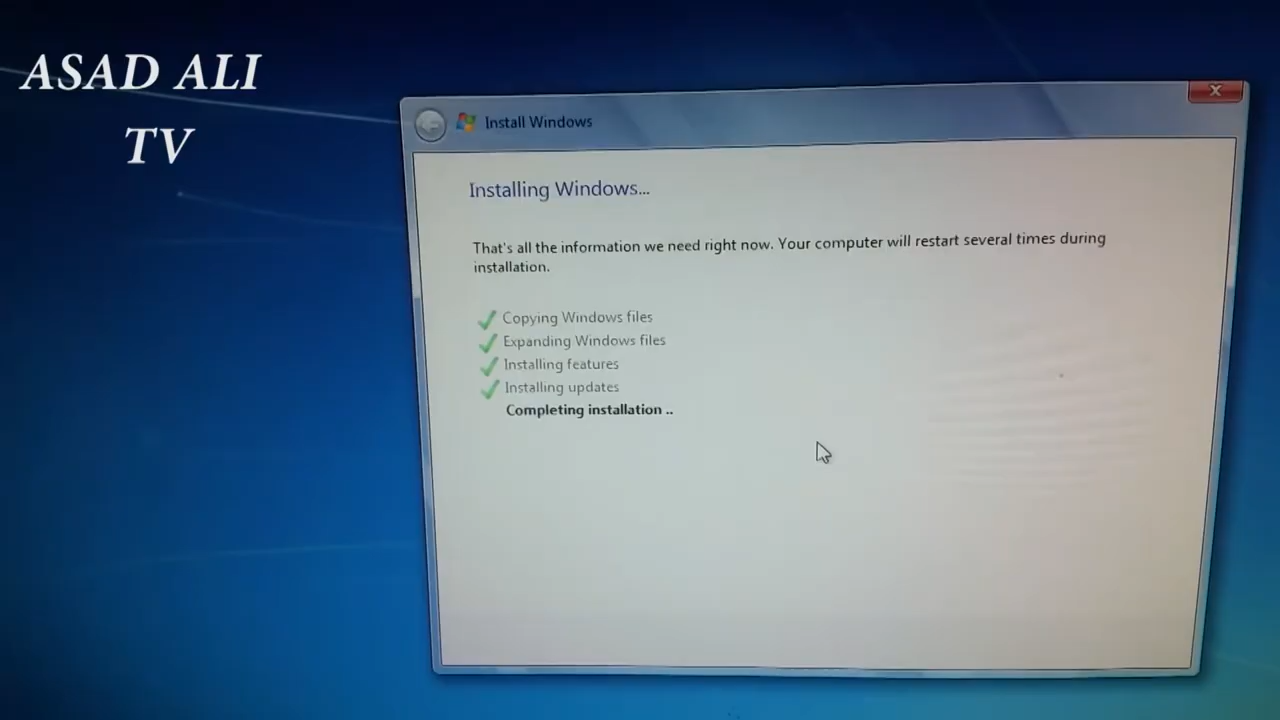 ASAD ALI
TV
Install Windows
Installing Windows...
That's all the information we need right now. Your computer will restart several times during
installation.
Copying Windows files
Expanding Windows files
Installing features
Installing updates
Completing installation ..